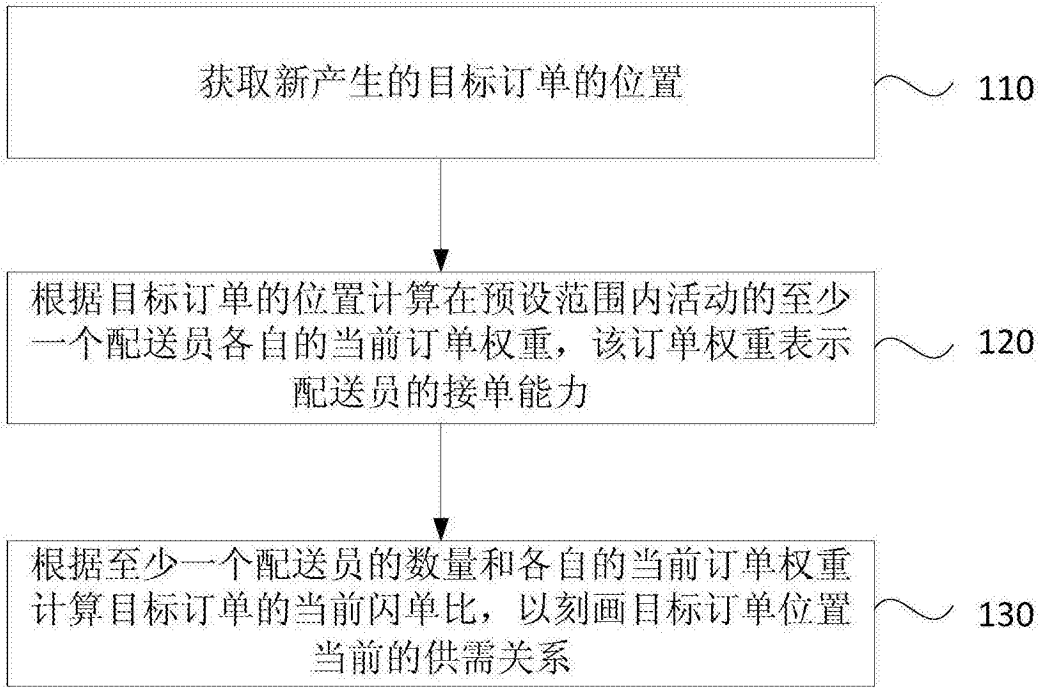 获取新产生的目标订单的位置
110
根据目标订单的位置计算在预设范围内活动的至少
一个配送员各自的当前订单权重，该订单权重表示
配送员的接单能力
120
根据至少一个配送员的数量和各自的当前订单权重
计算目标订单的当前闪单比，以刻画目标订单位置
当前的供需关系
130